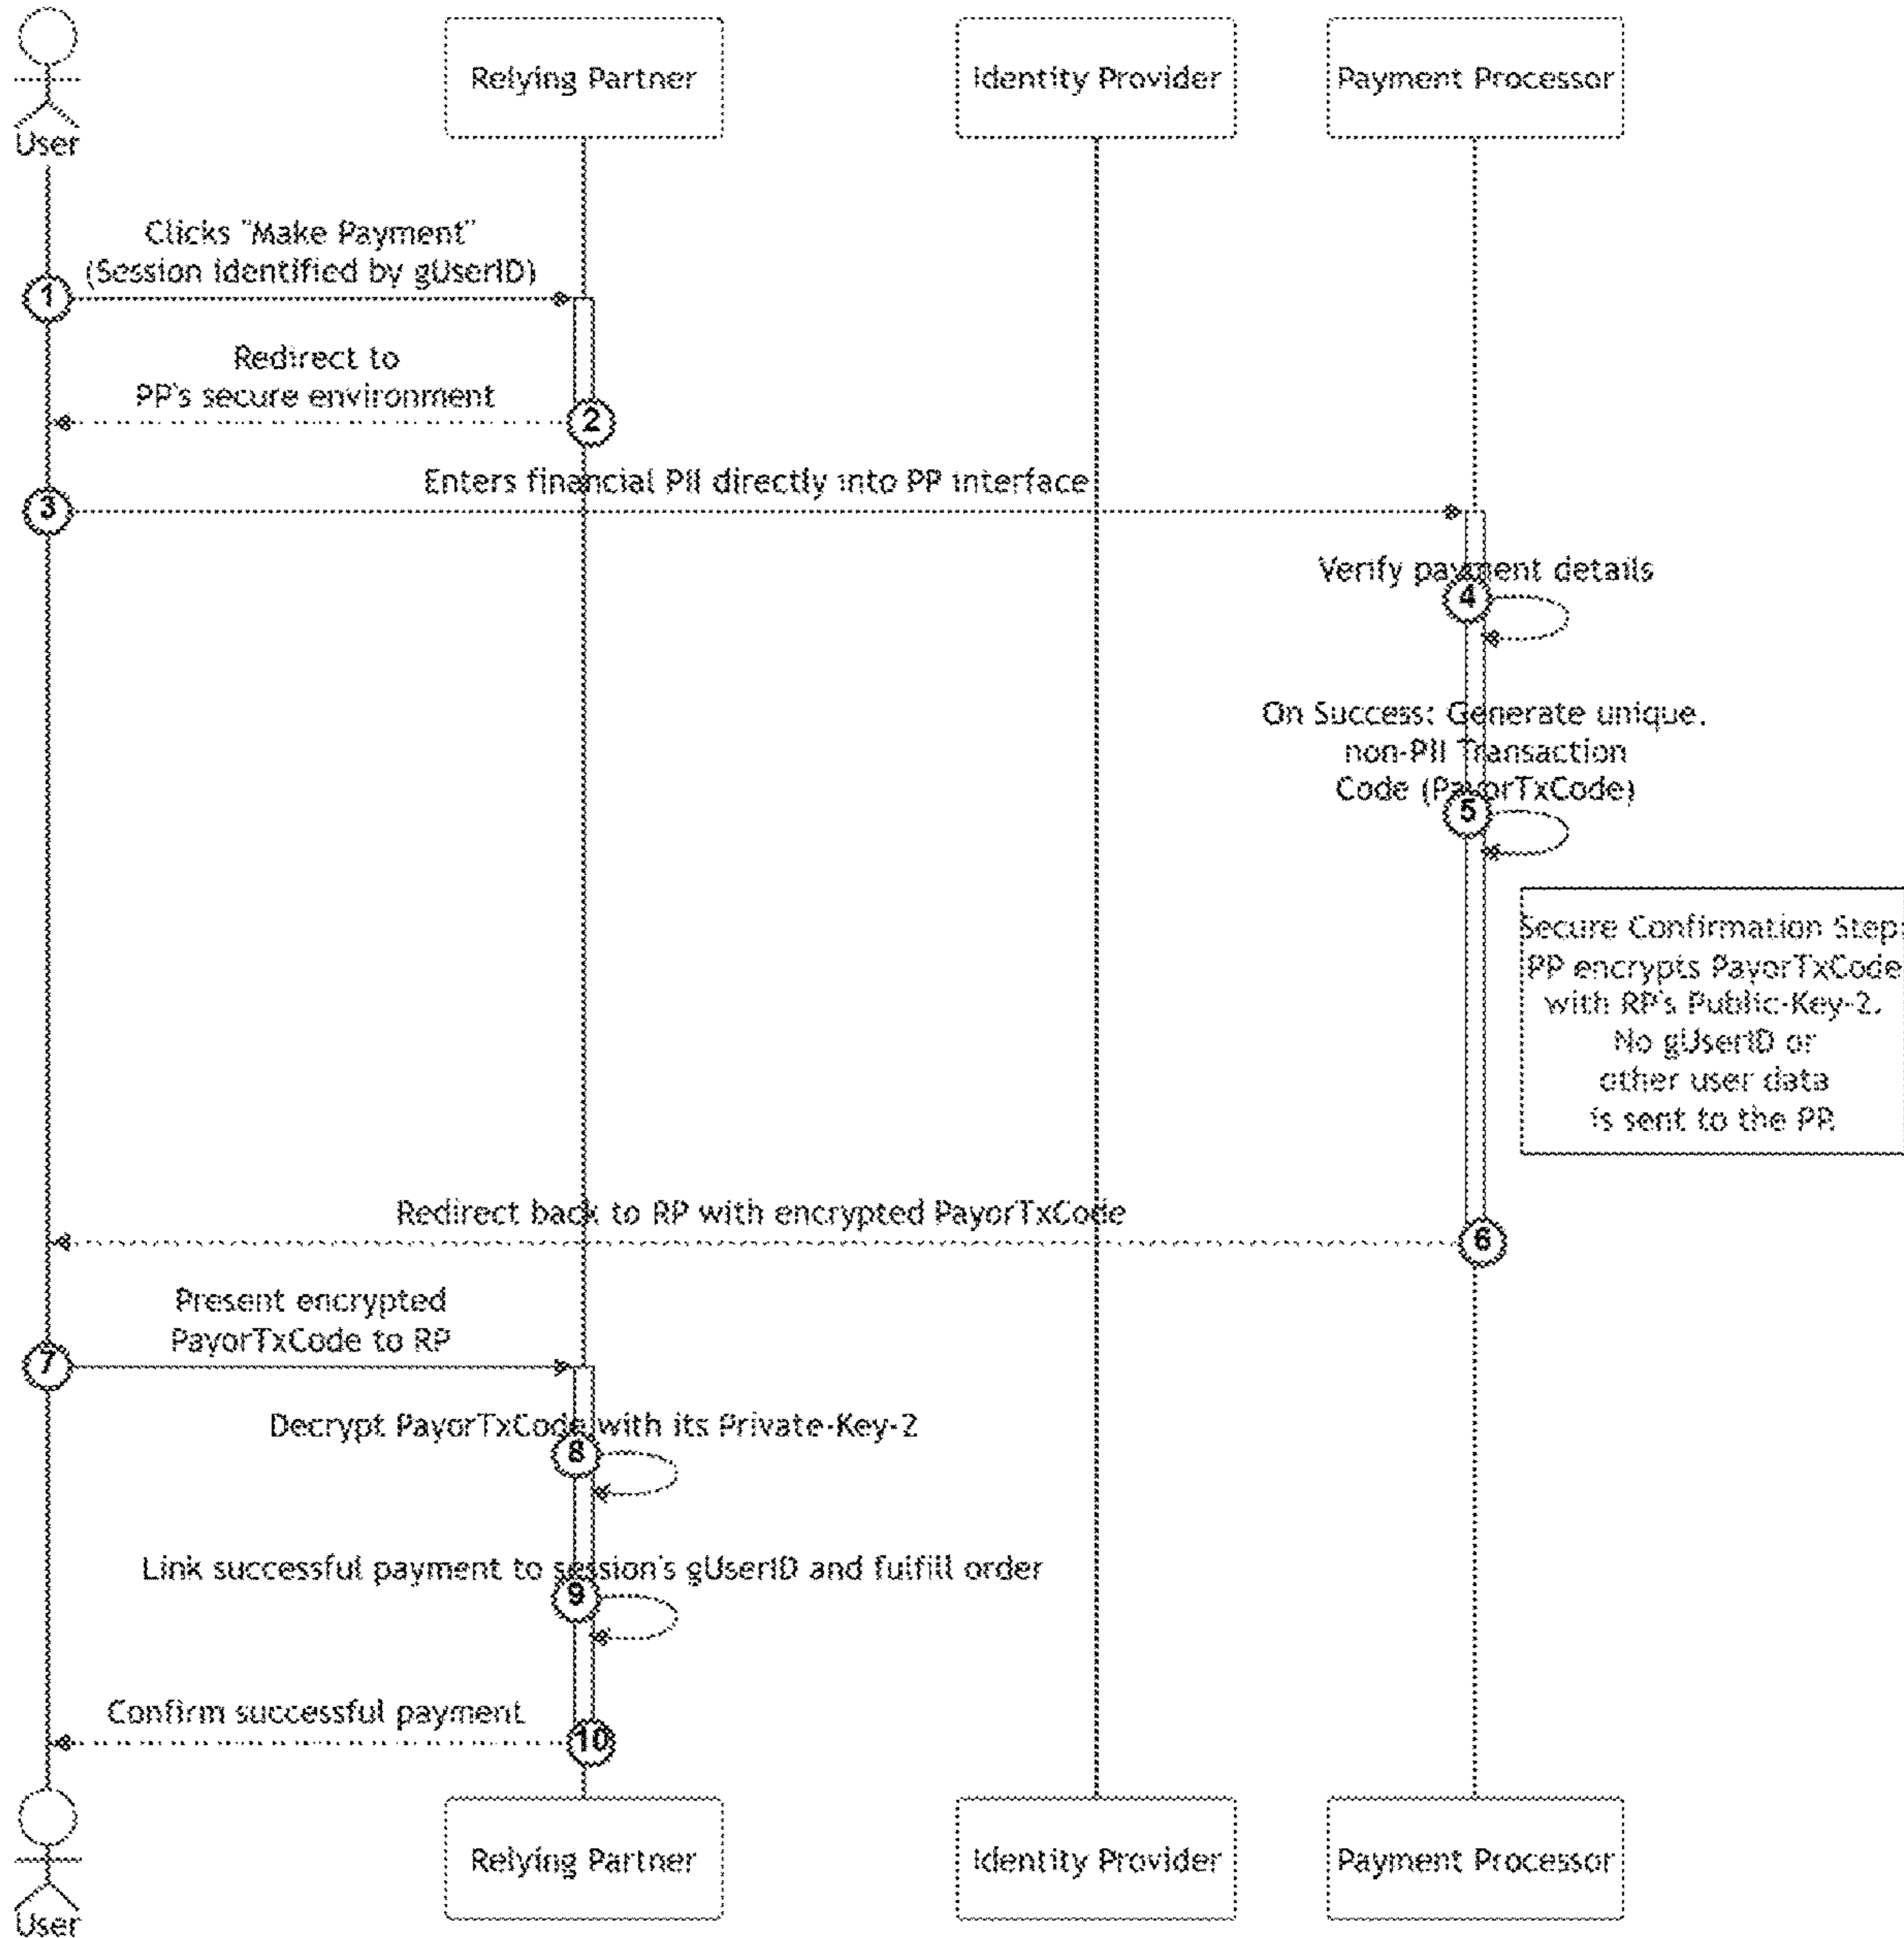 User
Relying Partner
Identity Provider
Payment Processor
Clicks "Make Payment"
(Session identified by gUserID)
1
Redirect to
PP's secure environment
2
Enters financial PII directly into PP interface
3
Verify payment details
4
On Success: Generate unique,
non-PII Transaction
Code (PayorTxCode)
5
Secure Confirmation Step:
PP encrypts PayorTxCode
with RP's Public-Key-2.
No gUserID or
other user data
is sent to the PP.
Redirect back to RP with encrypted PayorTxCode
6
Present encrypted
PayorTxCode to RP
7
Decrypt PayorTxCode with its Private-Key-2
8
Link successful payment to session's gUserID and fulfill order
9
Confirm successful payment
10
User
Relying Partner
Identity Provider
Payment Processor